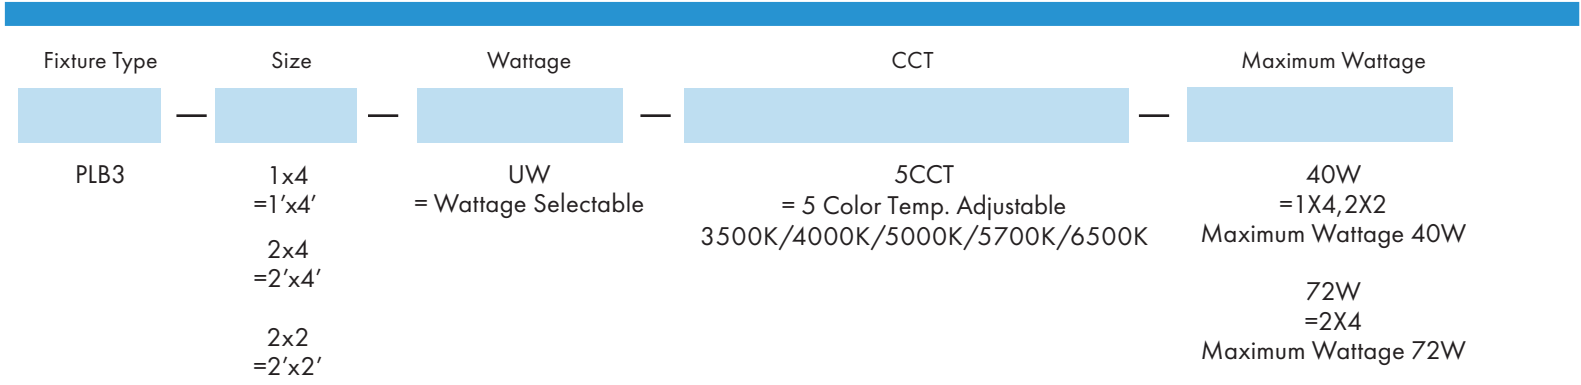 Fixture Type
Size
Wattage
CCT
Maximum Wattage
— — — —
PLB3
1x4
=1’x4’
2x4
=2’x4’
2x2
=2’x2’
UW
= Wattage Selectable
5CCT
= 5 Color Temp. Adjustable
3500K/4000K/5000K/5700K/6500K
40W
=1X4,2X2
Maximum Wattage 40W
72W
=2X4
Maximum Wattage 72W